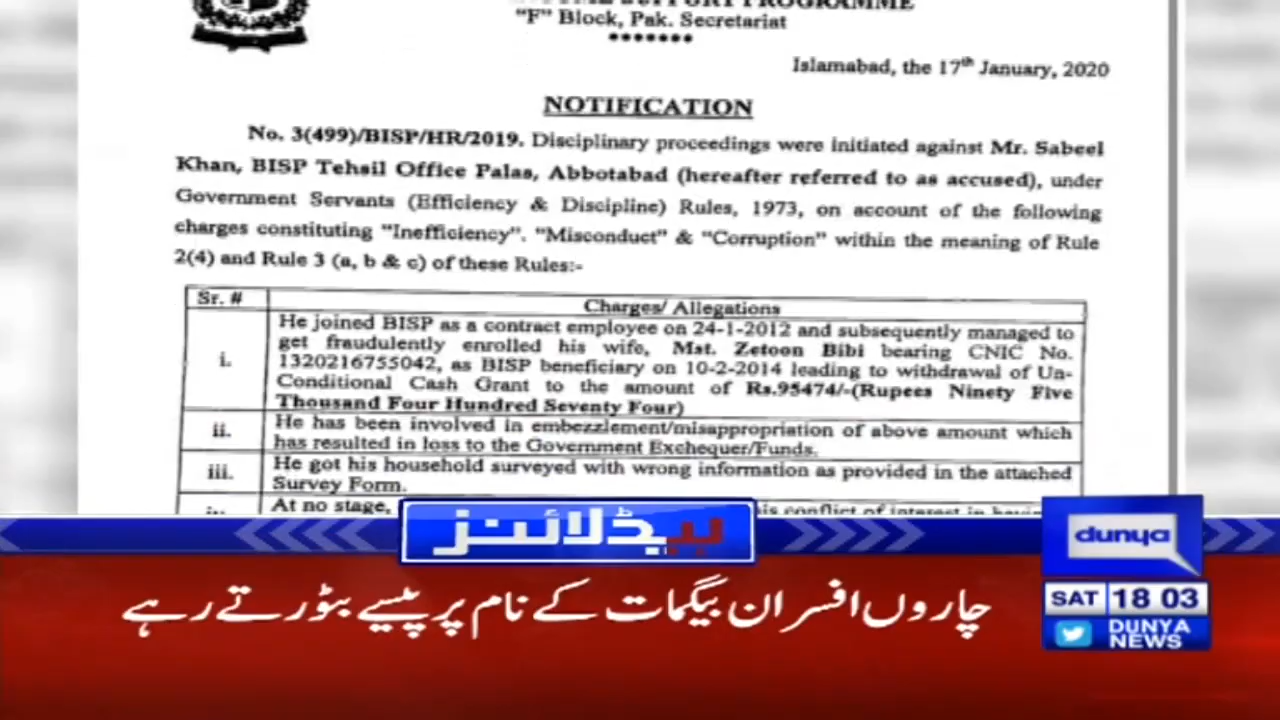 SUPPORT PROGRAMME
"F" Block, Pak. Secretariat
*******
Islamabad, the 17th January, 2020
NOTIFICATION
No. 3(499)/BISP/HR/2019. Disciplinary proceedings were initiated against Mr. Sabeel
Khan, BISP Tehsil Office Palas, Abbotabad (hereafter referred to as accused), under
Government Servants (Efficiency & Discipline) Rules, 1973, on account of the following
charges constituting "Inefficiency". "Misconduct" & "Corruption" within the meaning of Rule
2(4) and Rule 3 (a, b & c) of these Rules:-
Sr. # Charges/ Allegations
i. He joined BISP as a contract employee on 24-1-2012 and subsequently managed to
get fraudulently enrolled his wife, Mst. Zetoon Bibi bearing CNIC No.
1320216755042, as BISP beneficiary on 10-2-2014 leading to withdrawal of Un-
Conditional Cash Grant to the amount of Rs.95474/-(Rupees Ninety Five
Thousand Four Hundred Seventy Four)
ii. He has been involved in embezzlement/misappropriation of above amount which
has resulted in loss to the Government Exchequer/Funds.
iii. He got his household surveyed with wrong information as provided in the attached
Survey Form.
At no stage, his conflict of interest in having
ہیڈلائنز
dunya
چاروں افسران بیگمات کے نام پر پیسے بٹورتے رہے
SAT 18 03
DUNYA
NEWS